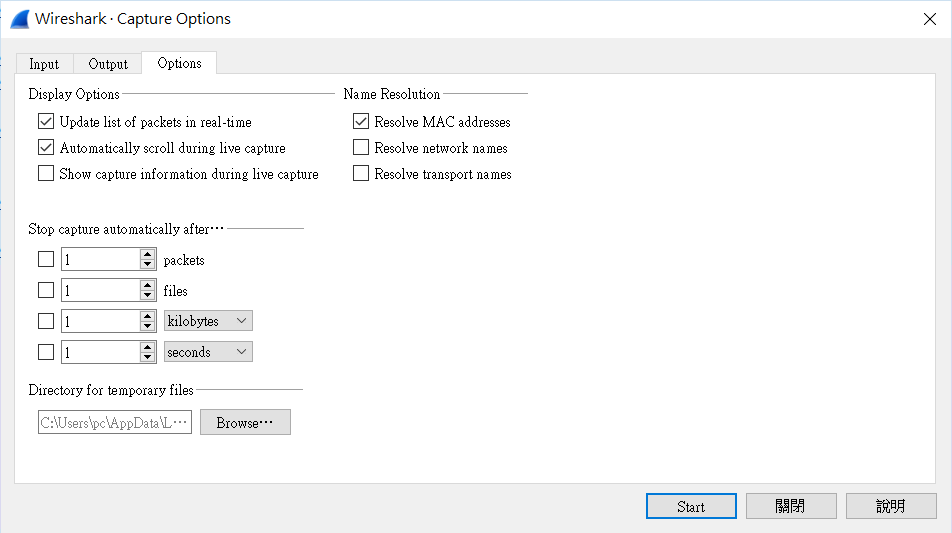 Wireshark · Capture Options
Input Output Options
Display Options Name Resolution
Update list of packets in real-time Resolve MAC addresses
Automatically scroll during live capture Resolve network names
Show capture information during live capture Resolve transport names
Stop capture automatically after⋯
1 packets
1 files
1 kilobytes
1 seconds
Directory for temporary files
C:\Users\pc\AppData\L⋯ Browse⋯
Start 關閉 說明